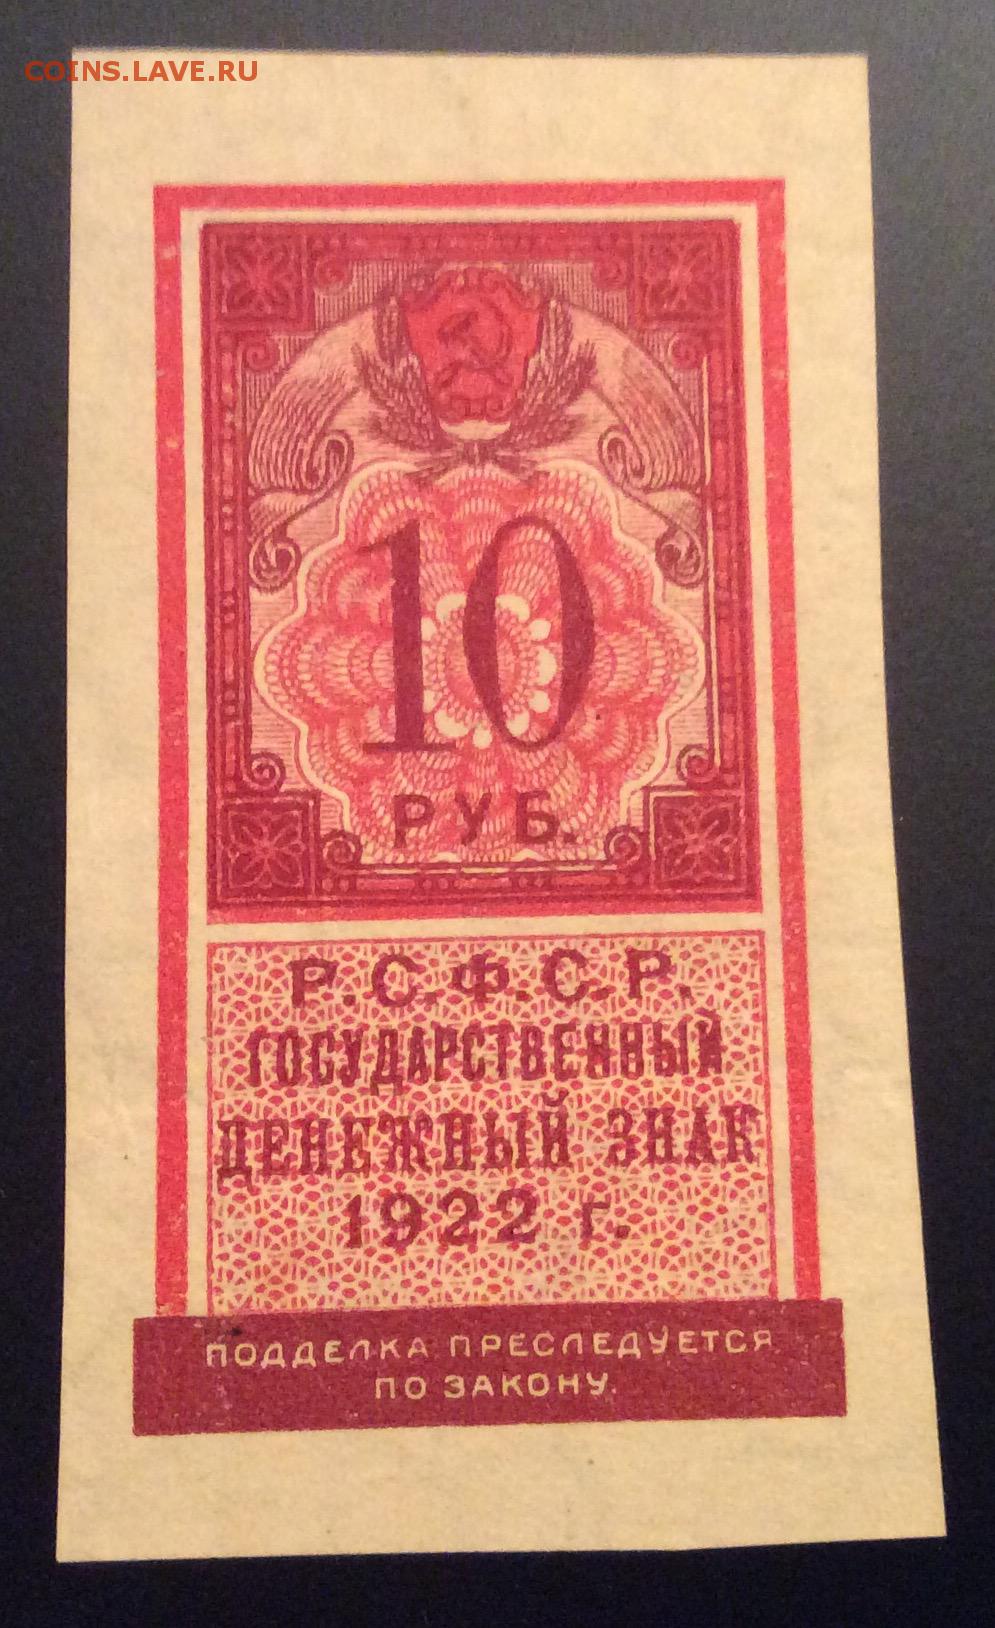 COINS.LAVE.RU
10
РУБ.
Р.С.Ф.С.Р.
ГОСУДАРСТВЕННЫЙ
ДЕНЕЖНЫЙ ЗНАК
1922 г.
ПОДДЕЛКА ПРЕСЛЕДУЕТСЯ
ПО ЗАКОНУ.